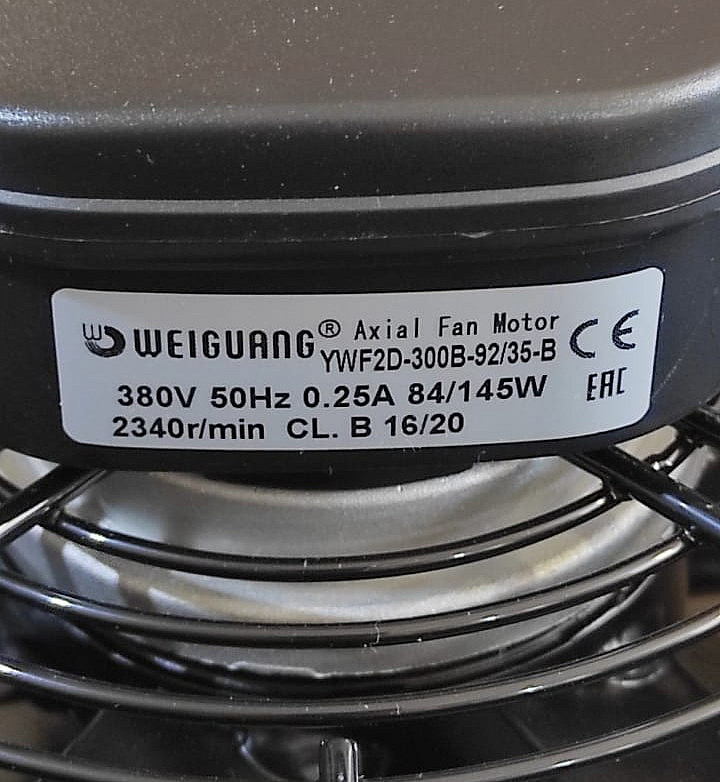 WEIGUANG® Axial Fan Motor CE
YWF2D-300B-92/35-B
380V 50Hz 0.25A 84/145W EAC
2340r/min CL. B 16/20